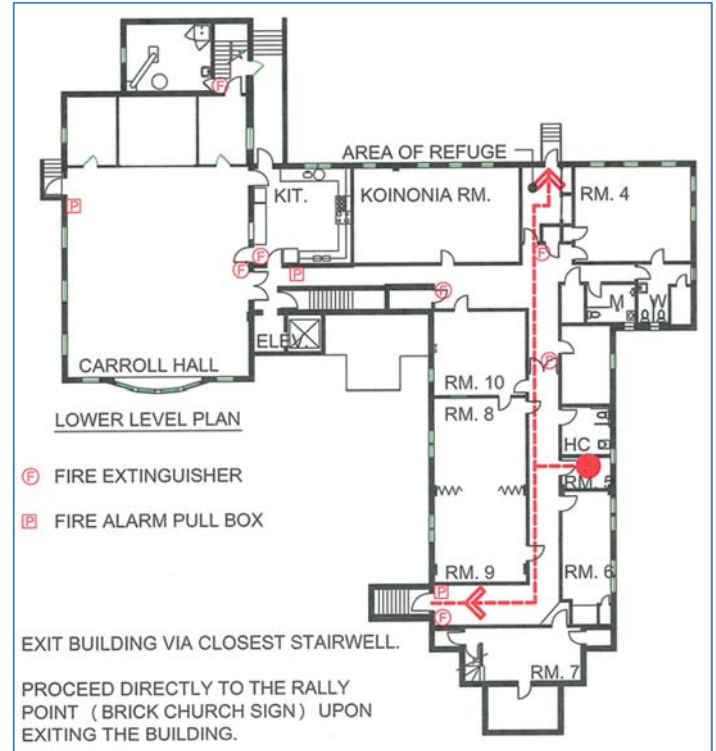 AREA OF REFUGE
KIT.
KOINONIA RM.
RM. 4
F
P
F
F
F
P
F
M
W
ELEV.
CARROLL HALL
RM. 10
F
RM. 8
LOWER LEVEL PLAN
HC
F FIRE EXTINGUISHER
RM. 5
P FIRE ALARM PULL BOX
RM. 9
RM. 6
P
F
EXIT BUILDING VIA CLOSEST STAIRWELL.
RM. 7
PROCEED DIRECTLY TO THE RALLY
POINT (BRICK CHURCH SIGN) UPON
EXITING THE BUILDING.